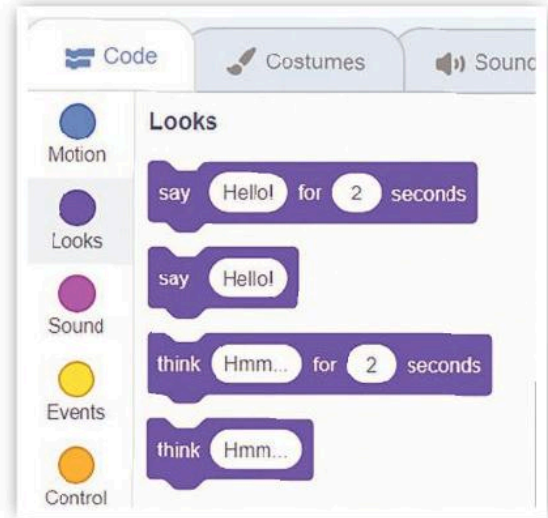 Code Costumes Sound
Motion
Looks
Sound
Events
Control
Looks
say Hello! for 2 seconds
say Hello!
think Hmm... for 2 seconds
think Hmm...